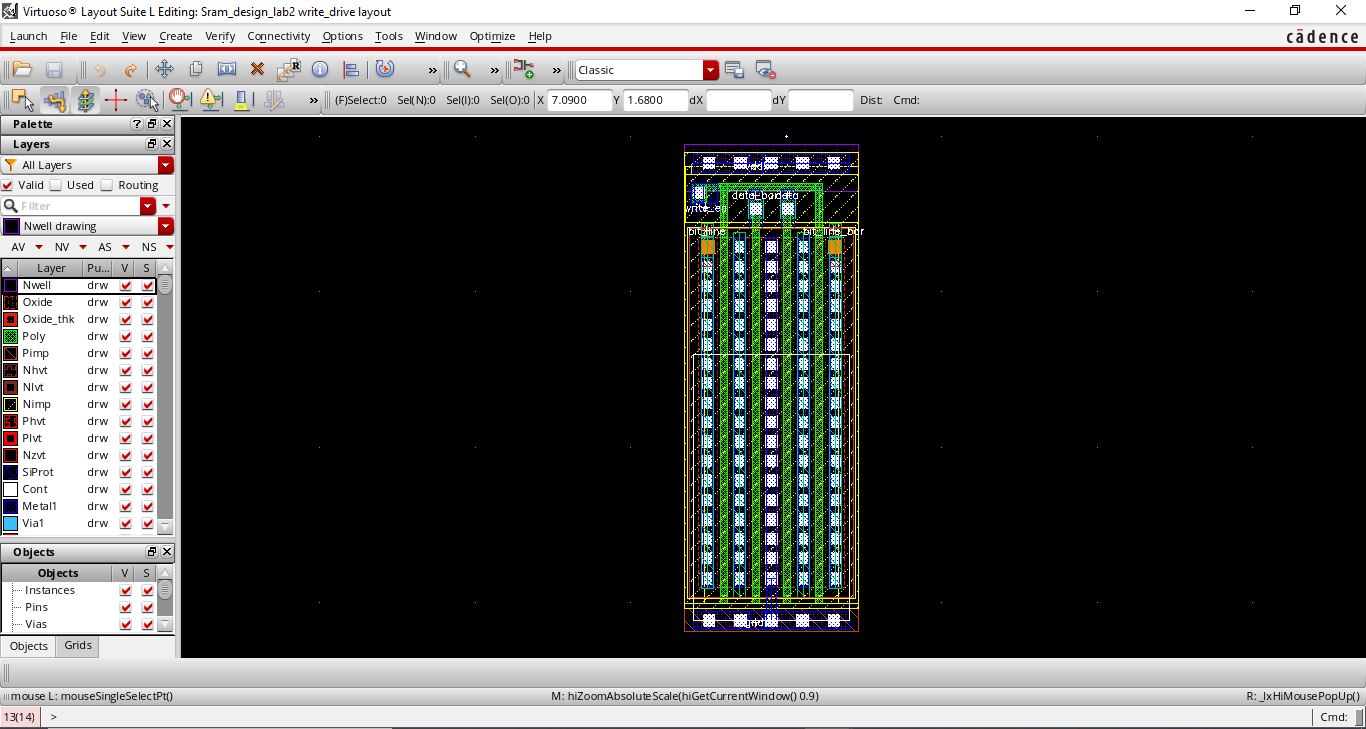 Virtuoso® Layout Suite L Editing: Sram_design_lab2 write_drive layout
Launch File Edit View Create Verify Connectivity Options Tools Window Optimize Help
cādence
Classic
(F)Select:0 Sel(N):0 Sel(I):0 Sel(O):0 X 7.0900 Y 1.6800 dX dY Dist: Cmd:
Palette
Layers
All Layers
Valid Used Routing
Filter
Nwell drawing
AV NV AS NS
Layer Pu... V S
Nwell drw
Oxide drw
Oxide_thk drw
Poly drw
Pimp drw
Nhvt drw
Nlvt drw
Nimp drw
Phvt drw
Plvt drw
Nzvt drw
SiProt drw
Cont drw
Metal1 drw
Via1 drw
Objects
Objects V S
Instances
Pins
Vias
Objects Grids
write_en
bit_line bit_line_bar
mouse L: mouseSingleSelectPt() M: hiZoomAbsoluteScale(hiGetCurrentWindow() 0.9) R: _lxHiMousePopUp()
13(14) > Cmd: